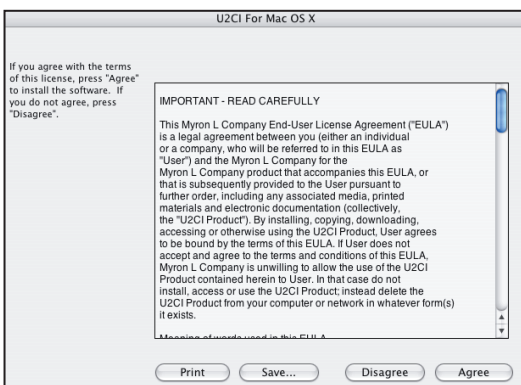 U2CI For Mac OS X
If you agree with the terms
of this license, press "Agree"
to install the software.  If
you do not agree, press
"Disagree".
IMPORTANT - READ CAREFULLY
This Myron L Company End-User License Agreement ("EULA")
is a legal agreement between you (either an individual
or a company, who will be referred to in this EULA as
"User") and the Myron L Company for the
Myron L Company product that accompanies this EULA, or
that is subsequently provided to the User pursuant to
further order, including any associated media, printed
materials and electronic documentation (collectively,
the "U2CI Product"). By installing, copying, downloading,
accessing or otherwise using the U2CI Product, User agrees
to be bound by the terms of this EULA. If User does not
accept and agree to the terms and conditions of this EULA,
Myron L Company is unwilling to allow the use of the U2CI
Product contained herein to User. In that case do not
install, access or use the U2CI Product; instead delete the
U2CI Product from your computer or network in whatever form(s)
it exists.
Meaning of words used in this EULA
Print
Save...
Disagree
Agree